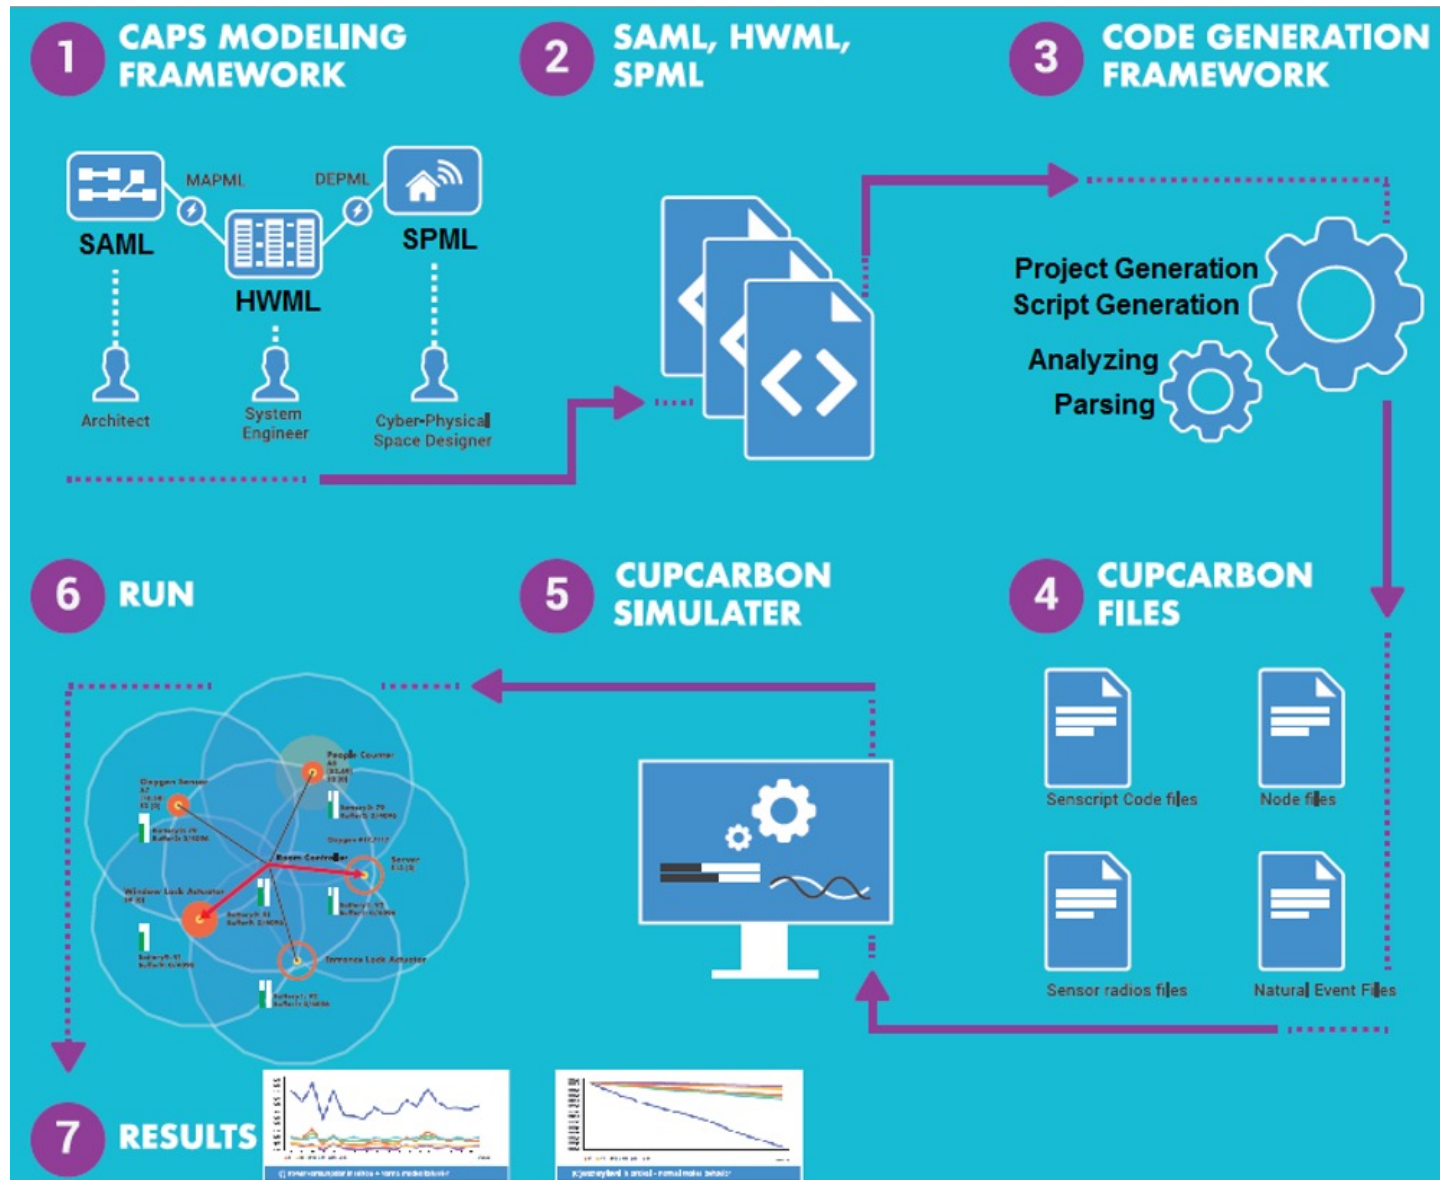 1 CAPS MODELING
FRAMEWORK
2 SAML, HWML,
SPML
3 CODE GENERATION
FRAMEWORK
MAPML
DEPML
SAML
SPML
HWML
Architect
System
Engineer
Cyber-Physical
Space Designer
Project Generation
Script Generation
Analyzing
Parsing
6 RUN
5 CUPCARBON
SIMULATER
4 CUPCARBON
FILES
Senscript Code files
Node files
Sensor radios files
Natural Event Files
People Counter
Oxygen Sensor
Room Controller
Server
Window Lock Actuator
Entrance Lock Actuator
7 RESULTS